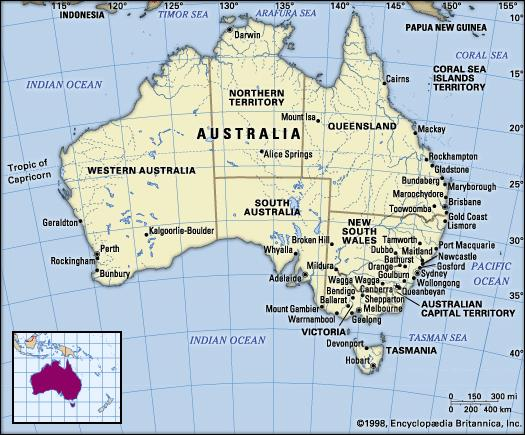 115° 120° 125° 130° 135° 140° 145° 150° 155°
INDONESIA
TIMOR SEA
ARAFURA SEA
PAPUA NEW GUINEA
10°
Darwin
CORAL SEA
CORAL SEA
ISLANDS
TERRITORY
15°
INDIAN OCEAN
Cairns
NORTHERN
TERRITORY
Mount Isa
QUEENSLAND
Mackay
20°
AUSTRALIA
Alice Springs
Tropic of
Capricorn
WESTERN AUSTRALIA
Rockhampton
Gladstone
Bundaberg
Maryborough
25°
Maroochydore
Brisbane
Toowoomba
SOUTH
AUSTRALIA
Gold Coast
Lismore
Geraldton
Kalgoorlie-Boulder
NEW
SOUTH
WALES
Broken Hill
Tamworth
Port Macquarie
30°
Perth
Rockingham
Bunbury
Whyalla
Dubbo
Maitland
Newcastle
Bathurst
Gosford
Mildura
Orange
Sydney
PACIFIC
OCEAN
Adelaide
Wagga Wagga
Goulburn
Wollongong
Bendigo
Canberra
Queanbeyan
Ballarat
Shepparton
35°
Mount Gambier
Melbourne
AUSTRALIAN
CAPITAL TERRITORY
Warrnambool
Geelong
VICTORIA
INDIAN OCEAN
TASMAN SEA
Devonport
TASMANIA
Hobart
40°
0 150 300 mi
0 200 400 km
©1998, Encyclopædia Britannica, Inc.